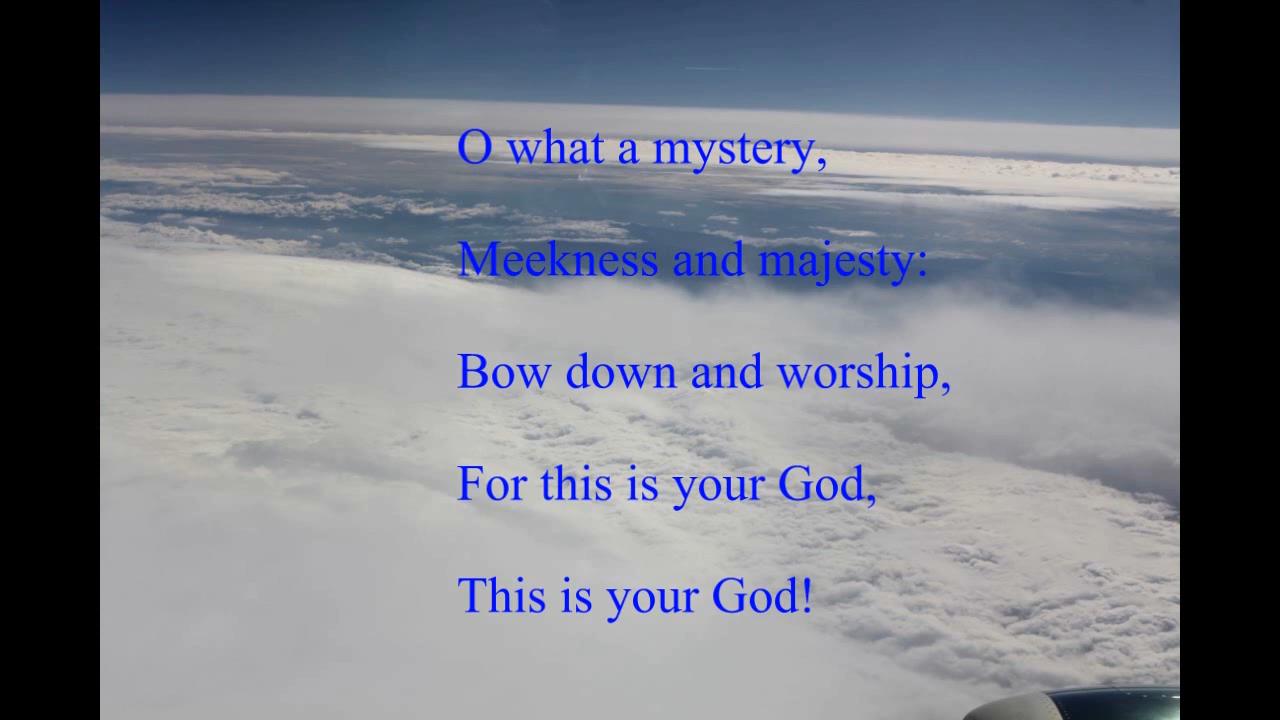 O what a mystery,
Meekness and majesty:
Bow down and worship,
For this is your God,
This is your God!